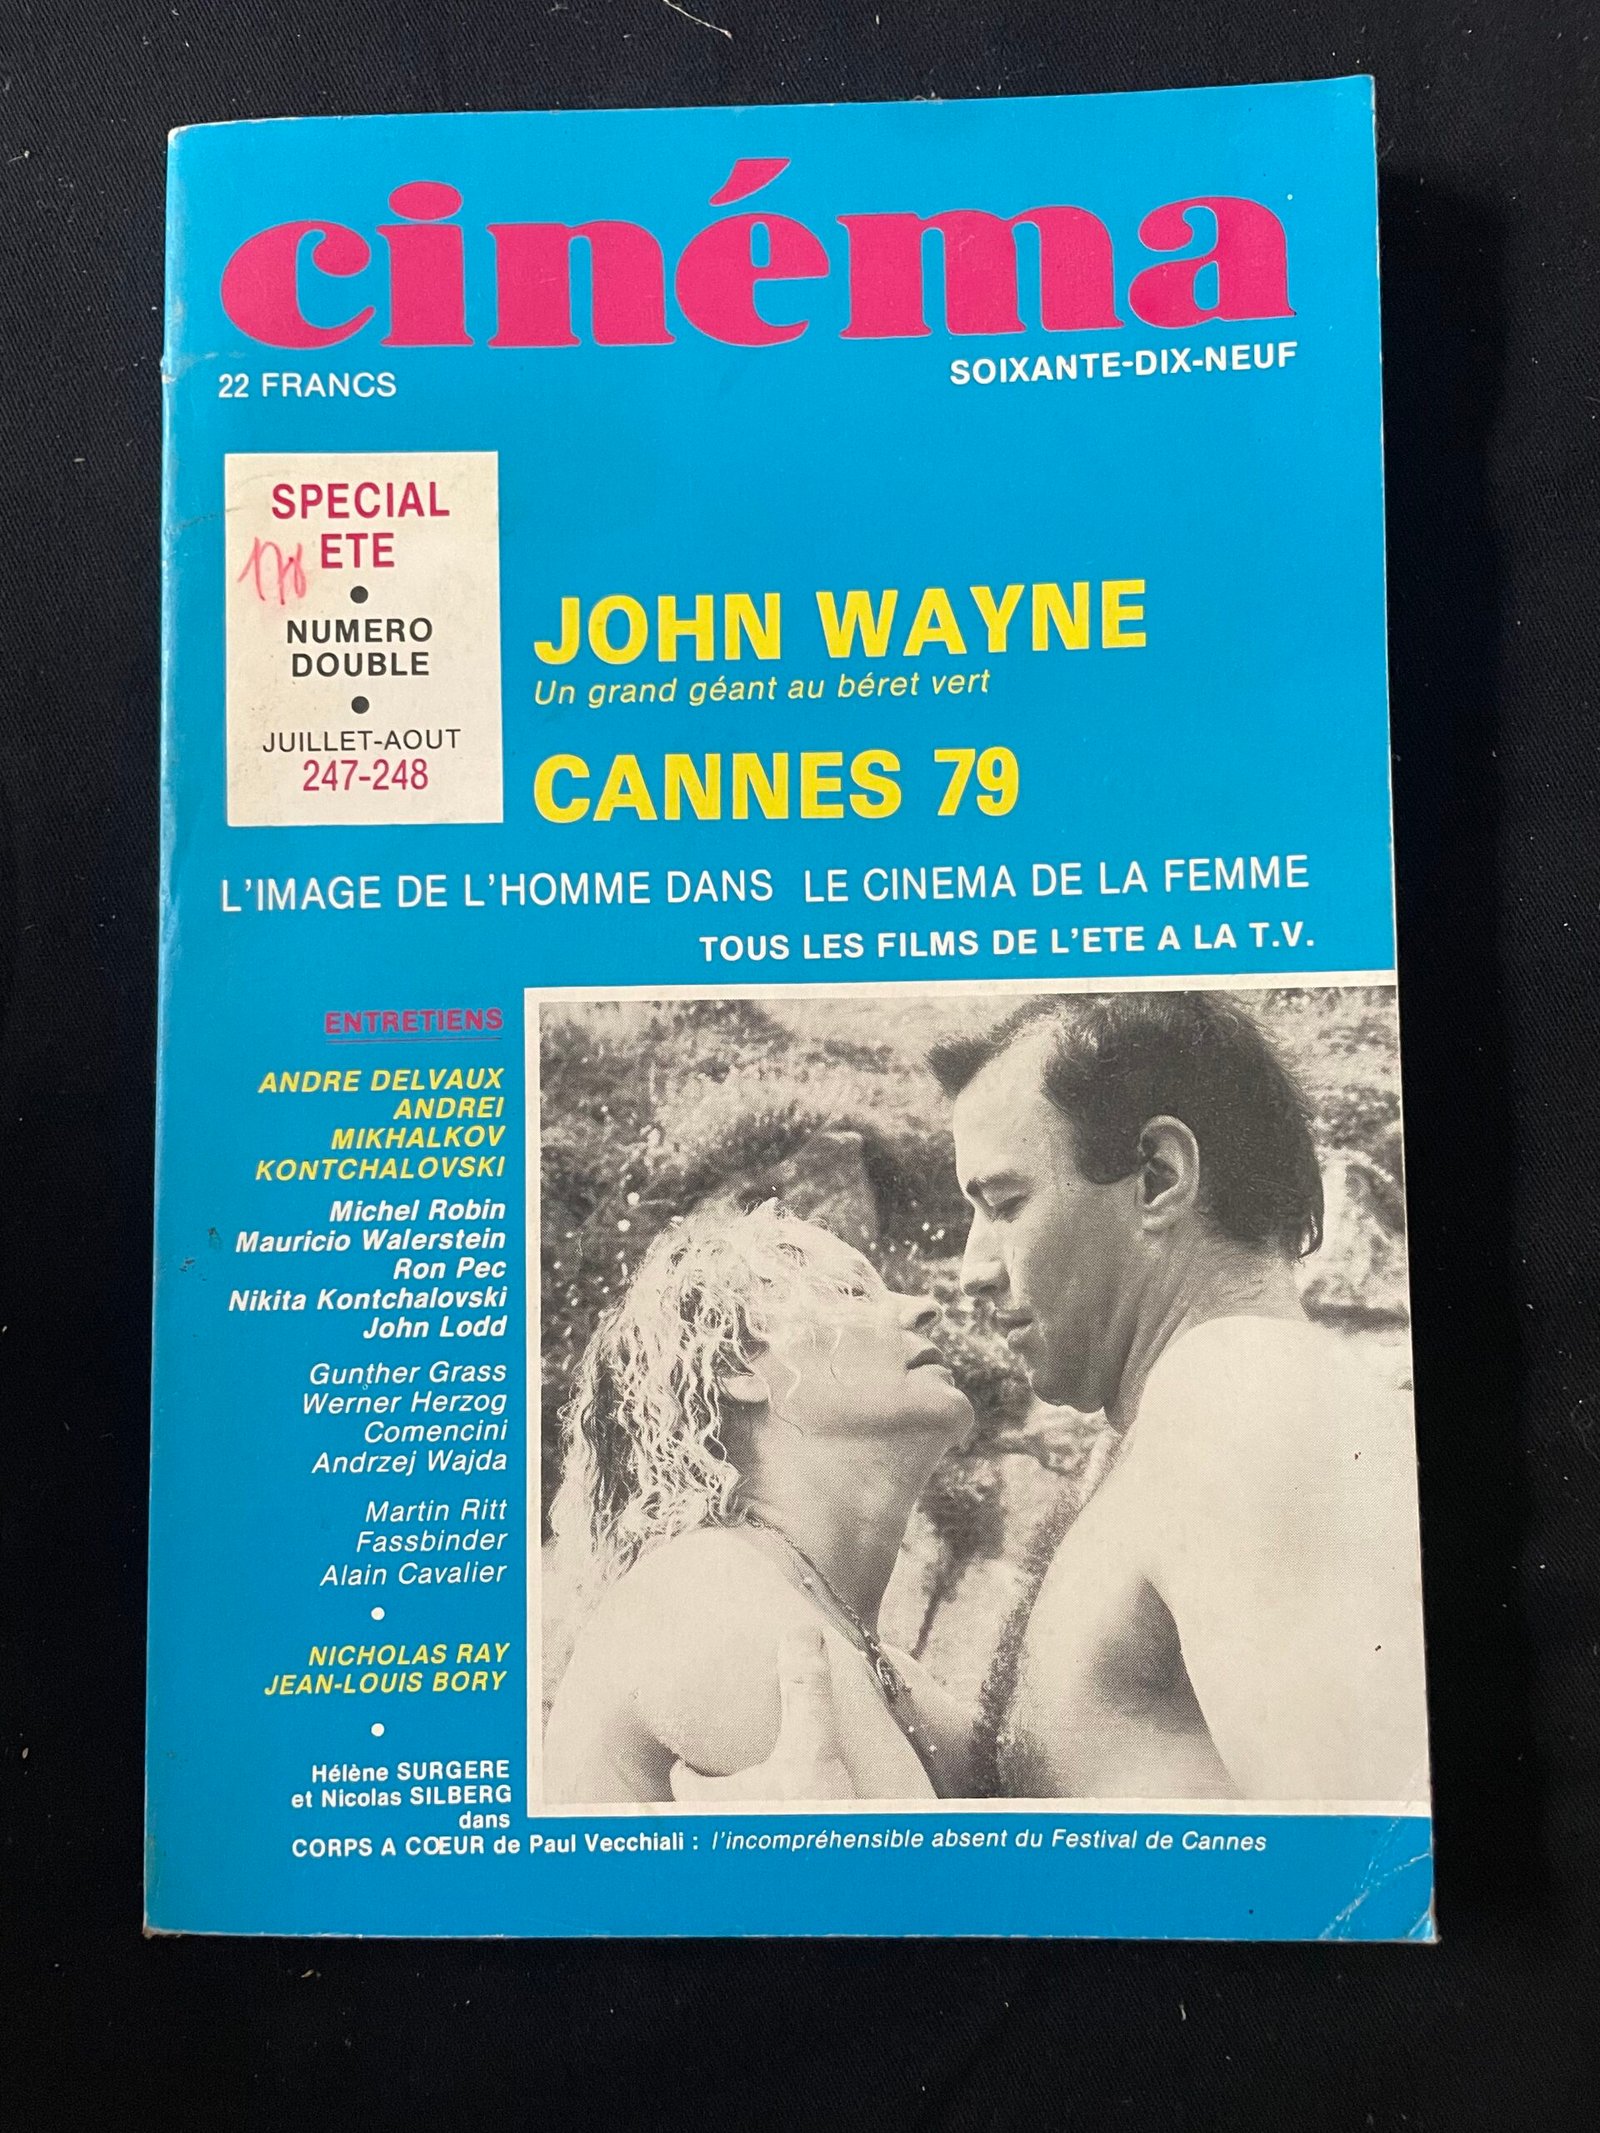 cinéma
22 FRANCS
SOIXANTE-DIX-NEUF
SPECIAL
ETE
•
NUMERO
DOUBLE
•
JUILLET-AOUT
247-248
JOHN WAYNE
Un grand géant au béret vert
CANNES 79
L'IMAGE DE L'HOMME DANS LE CINEMA DE LA FEMME
TOUS LES FILMS DE L'ETE A LA T.V.
ENTRETIENS
ANDRE DELVAUX
ANDREI
MIKHALKOV
KONTCHALOVSKI
Michel Robin
Mauricio Walerstein
Ron Pec
Nikita Kontchalovski
John Lodd
Gunther Grass
Werner Herzog
Comencini
Andrzej Wajda
Martin Ritt
Fassbinder
Alain Cavalier
•
NICHOLAS RAY
JEAN-LOUIS BORY
•
Hélène SURGERE
et Nicolas SILBERG
dans
CORPS A CŒUR de Paul Vecchiali : l'incompréhensible absent du Festival de Cannes